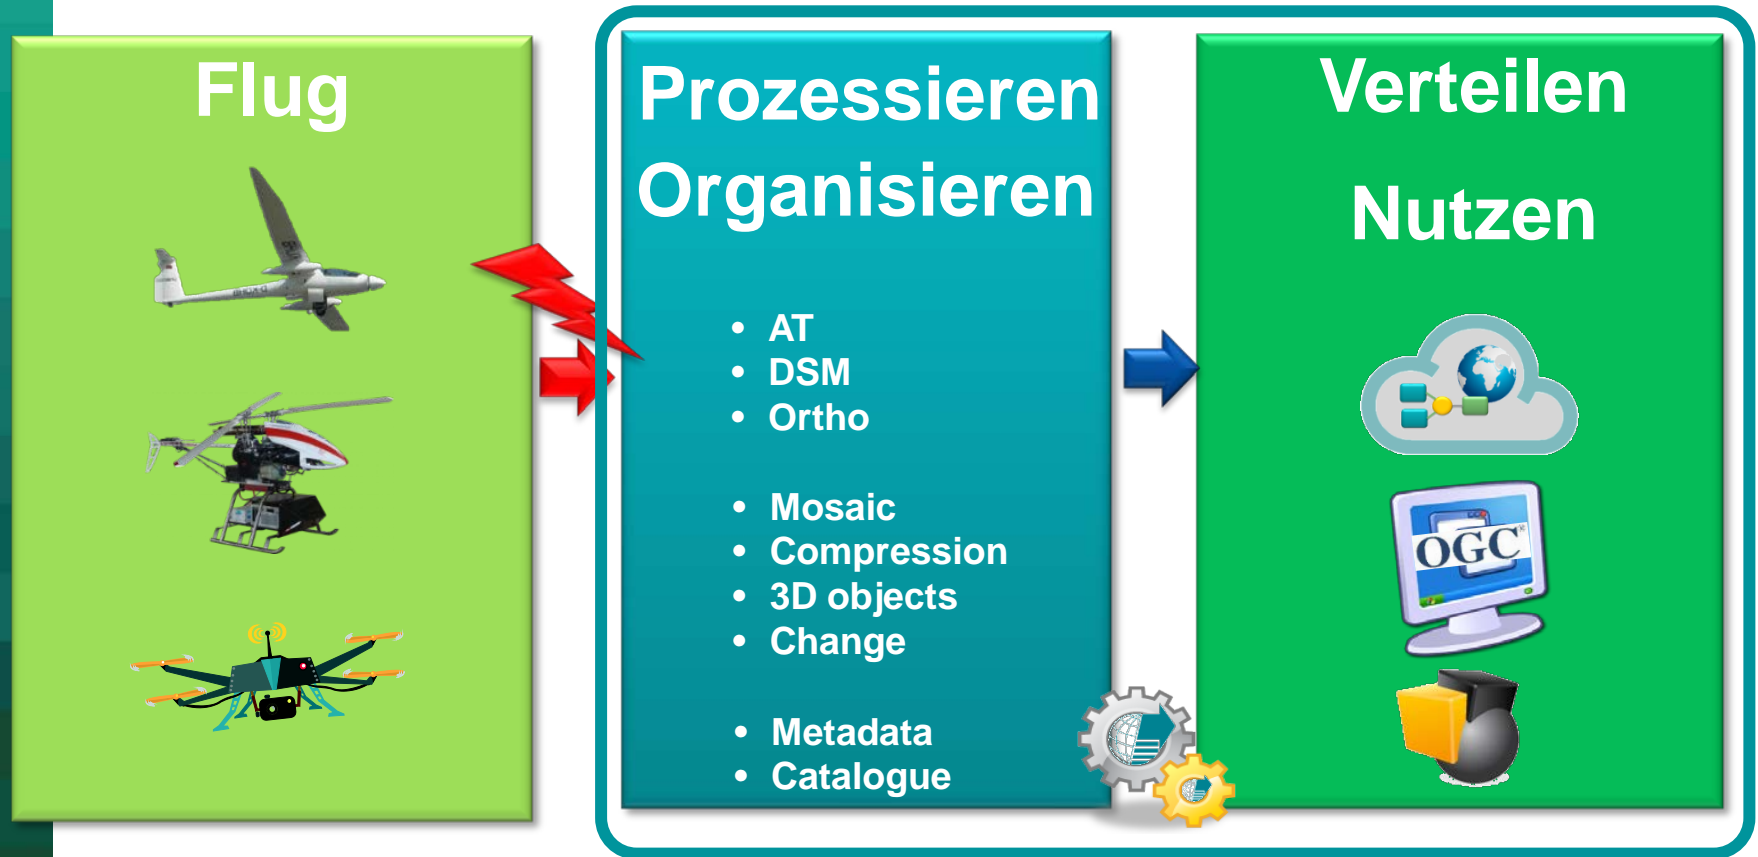 Flug
Prozessieren
Organisieren
• AT
• DSM
• Ortho
• Mosaic
• Compression
• 3D objects
• Change
• Metadata
• Catalogue
Verteilen
Nutzen
OGC®